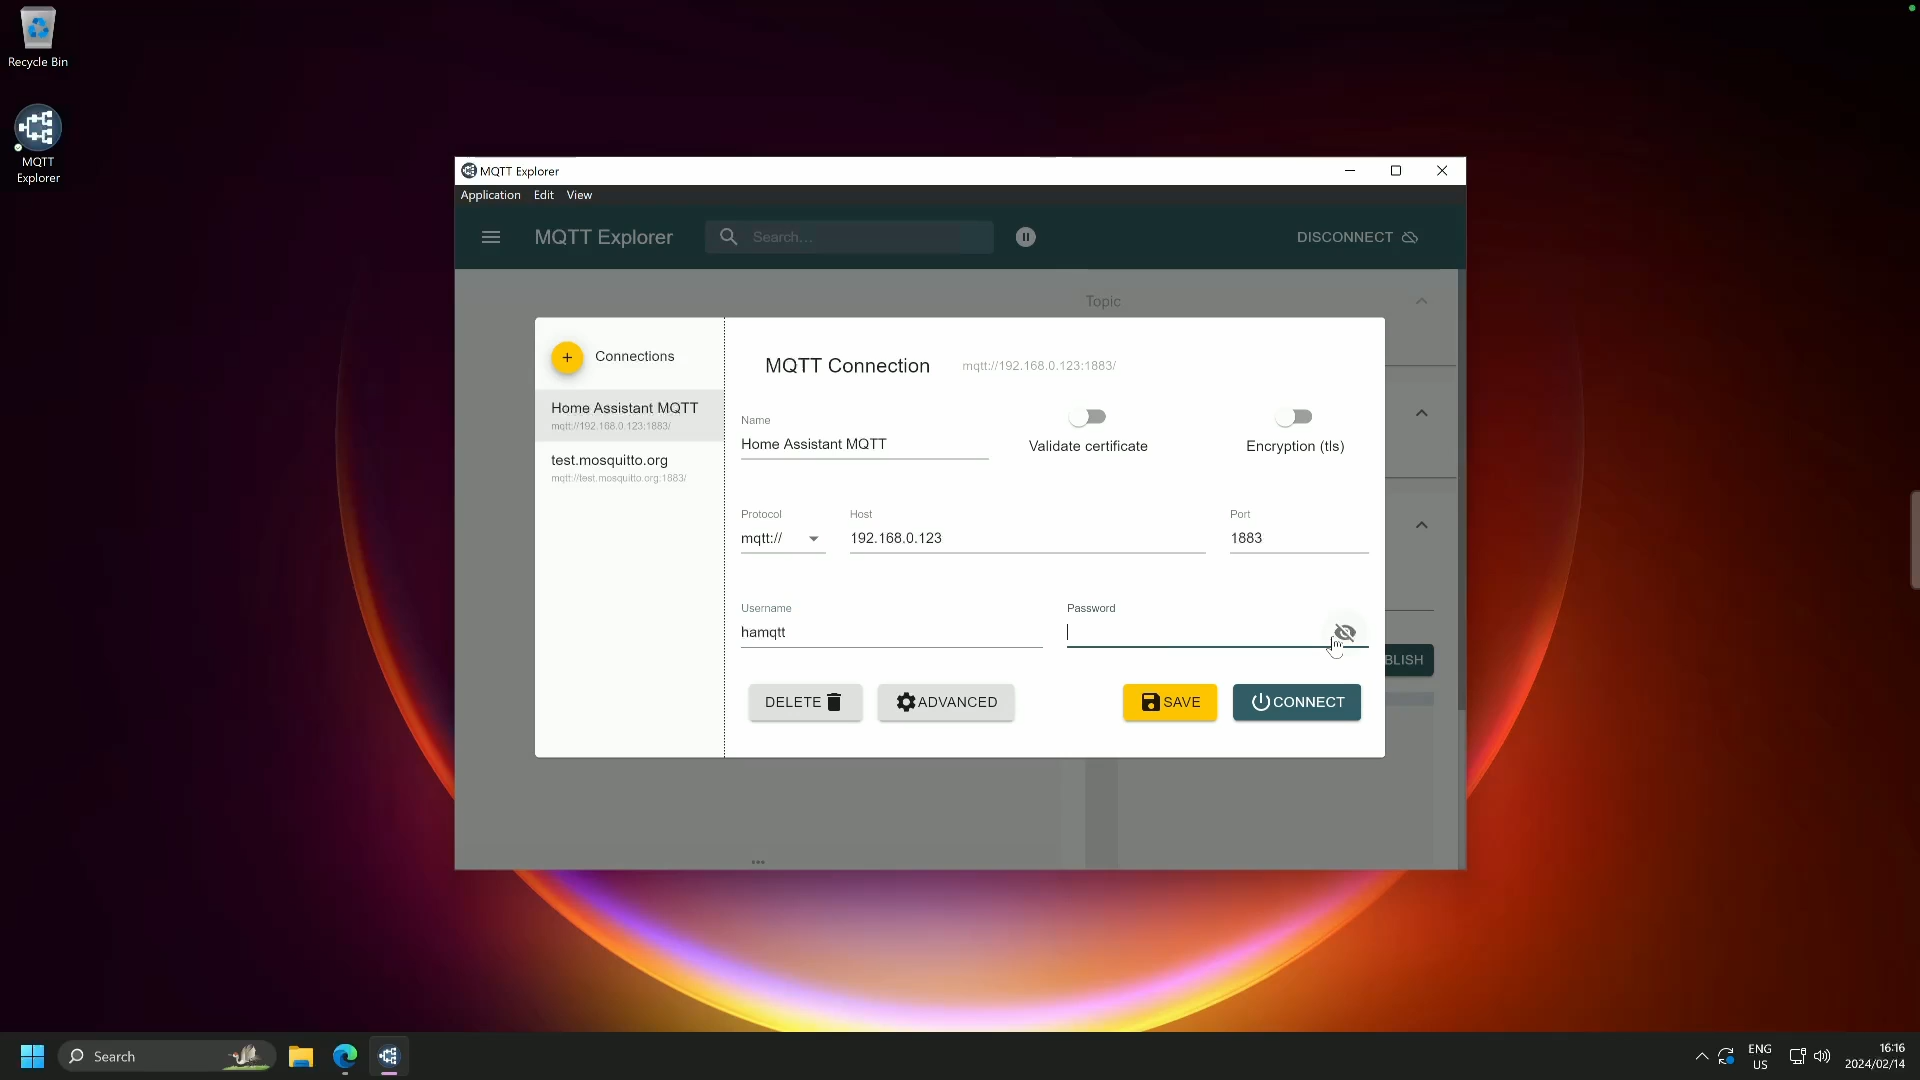 Recycle Bin
MQTT
Explorer
MQTT Explorer
Application Edit View
MQTT Explorer
Search...
DISCONNECT
Topic
+ Connections
Home Assistant MQTT
mqtt://192.168.0.123:1883/
test.mosquitto.org
mqtt://test.mosquitto.org:1883/
MQTT Connection mqtt://192.168.0.123:1883/
Name
Home Assistant MQTT
Validate certificate
Encryption (tls)
Protocol
mqtt://
Host
192.168.0.123
Port
1883
Username
hamqtt
Password
BLISH
DELETE
ADVANCED
SAVE
CONNECT
Search
ENG
US
16:16
2024/02/14